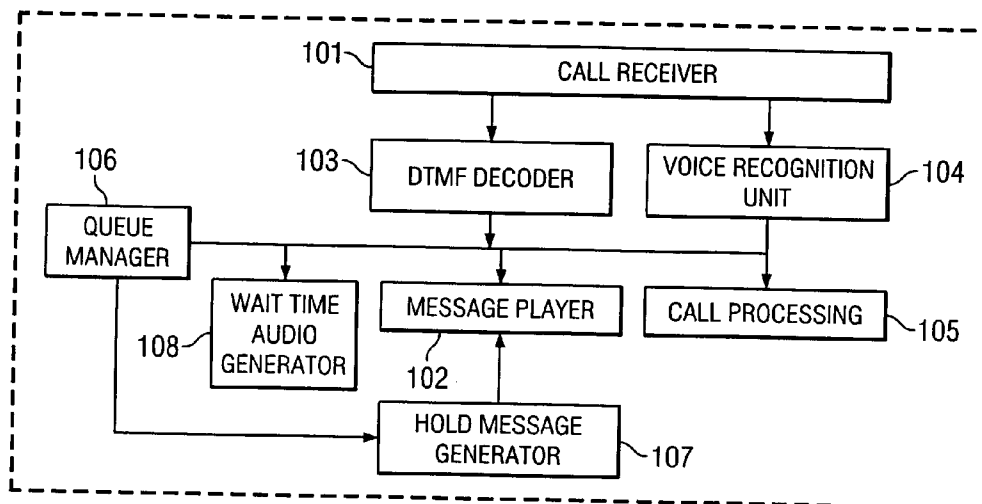 101
CALL RECEIVER
103
DTMF DECODER
VOICE RECOGNITION
UNIT
104
106
QUEUE
MANAGER
WAIT TIME
AUDIO
GENERATOR
108
MESSAGE PLAYER
102
CALL PROCESSING
105
HOLD MESSAGE
GENERATOR
107